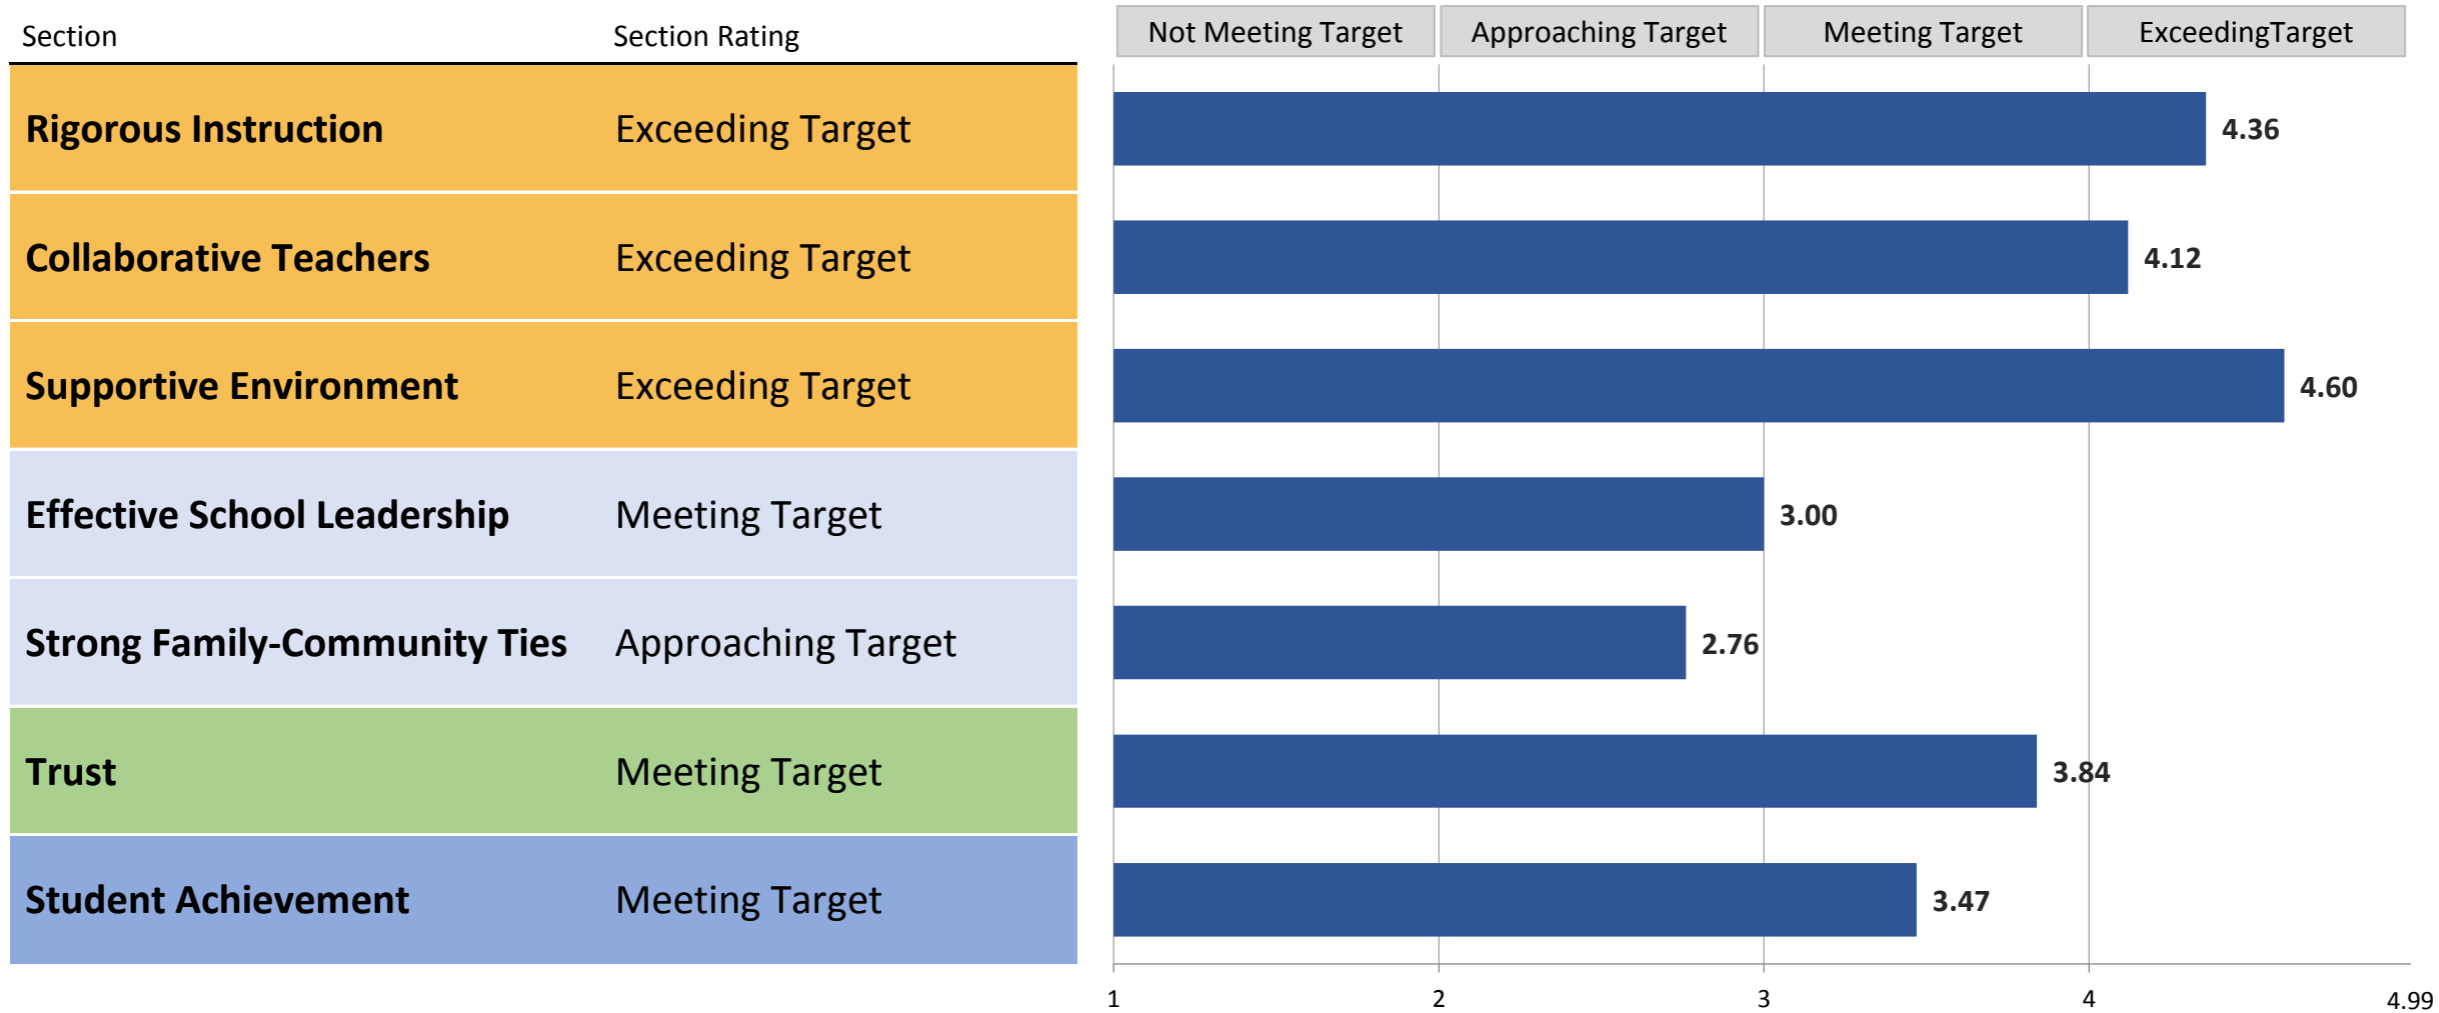 Section Section Rating Not Meeting Target Approaching Target Meeting Target ExceedingTarget
Rigorous Instruction Exceeding Target 4.36
Collaborative Teachers Exceeding Target 4.12
Supportive Environment Exceeding Target 4.60
Effective School Leadership Meeting Target 3.00
Strong Family-Community Ties Approaching Target 2.76
Trust Meeting Target 3.84
Student Achievement Meeting Target 3.47
1 2 3 4 4.99